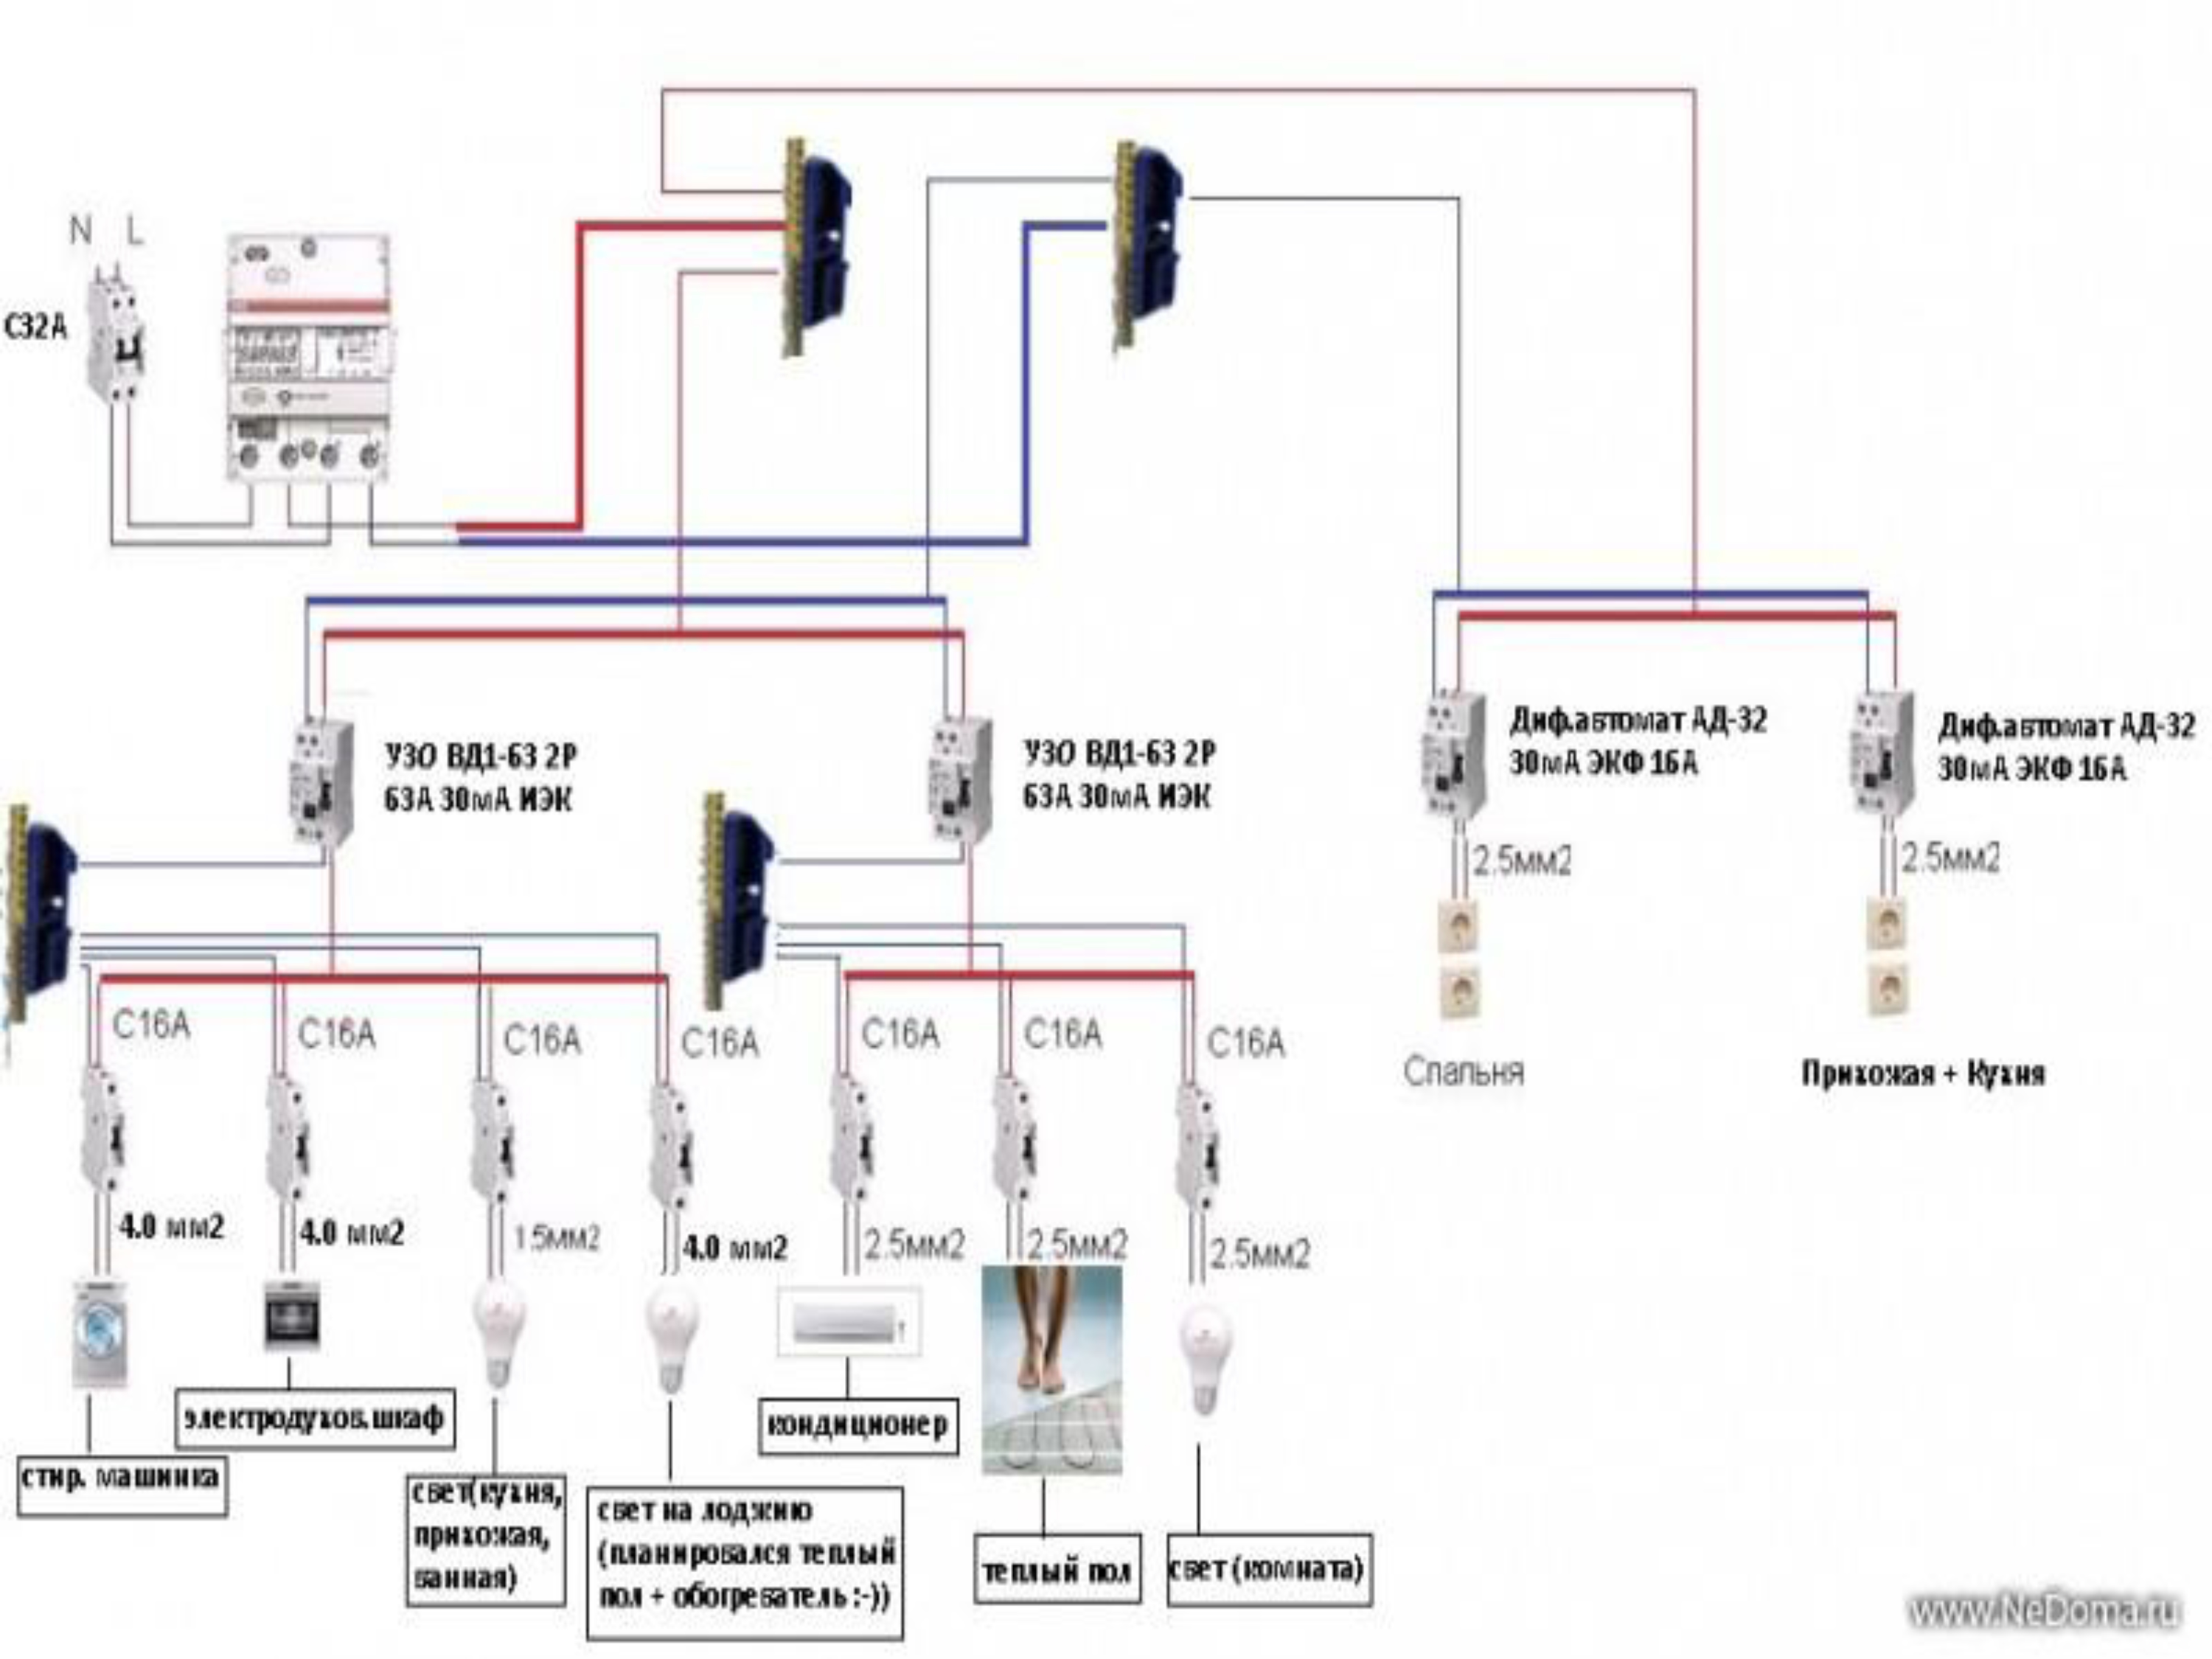 N L
C32A
УЗО ВД1-63 2Р
63А 30мА ИЭК
УЗО ВД1-63 2Р
63А 30мА ИЭК
Диф.автомат АД-32
30мА ЭКФ 16А
Диф.автомат АД-32
30мА ЭКФ 16А
2.5мм2
2.5мм2
C16A
C16A
C16A
C16A
C16A
C16A
C16A
Спальня
Прихожая + Кухня
4.0 мм2
4.0 мм2
1.5мм2
4.0 мм2
2.5мм2
2.5мм2
2.5мм2
стир. машинка
электродухов.шкаф
свет(кухня,
прихожая,
ванная)
свет на лоджию
(планировался теплый
пол + обогреватель :-))
кондиционер
теплый пол
свет (комната)
www.NeDoma.ru